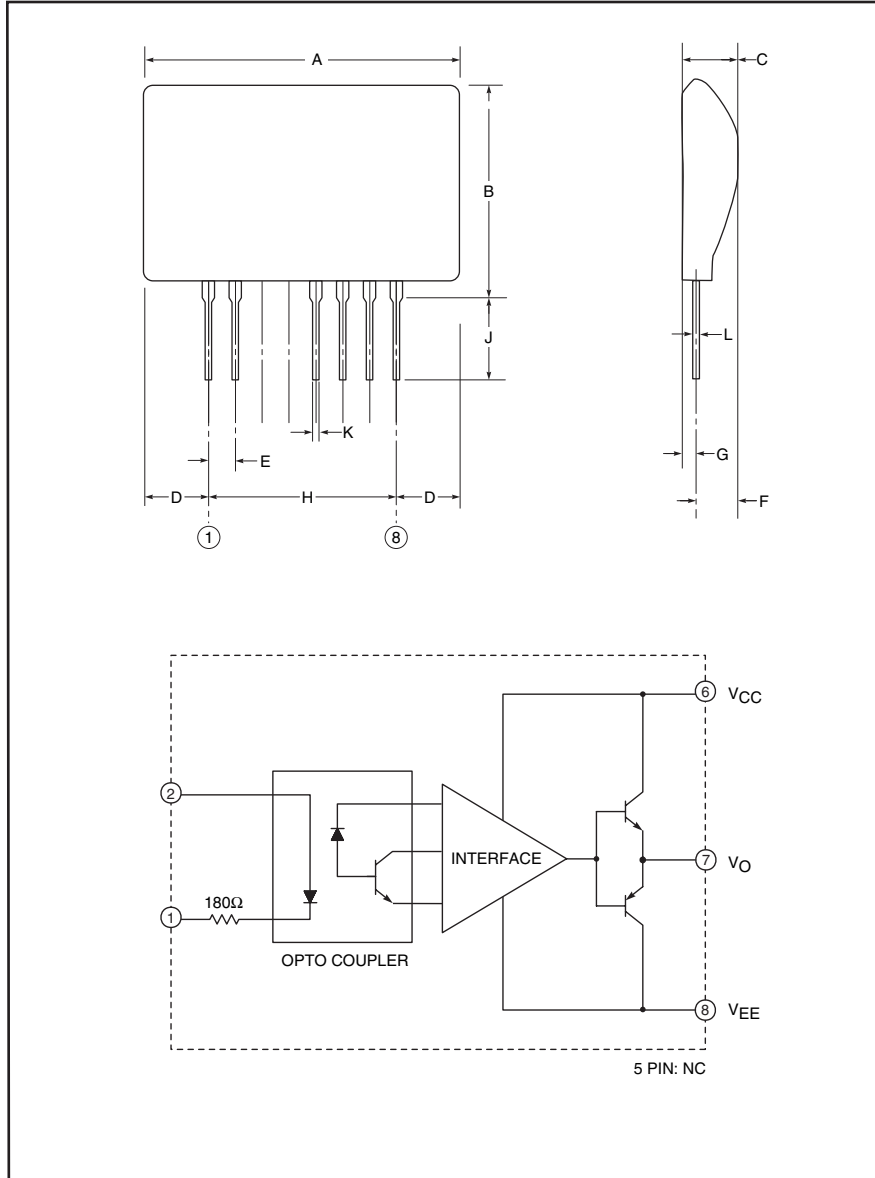 A
C
B
J
L
K
E
G
D
H
D
F
1
8
6 VCC
2
INTERFACE
7 VO
180Ω
1
OPTO COUPLER
8 VEE
5 PIN: NC